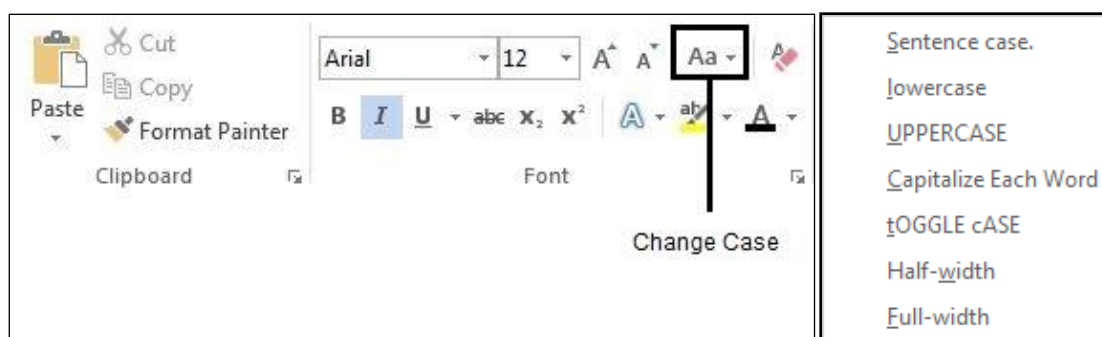 Cut
Copy
Paste
Format Painter
Clipboard
Arial
12
A A Aa
B I U abc X₂ X²
A ab A
Font
Change Case
Sentence case.
lowercase
UPPERCASE
Capitalize Each Word
tOGGLE cASE
Half-width
Full-width